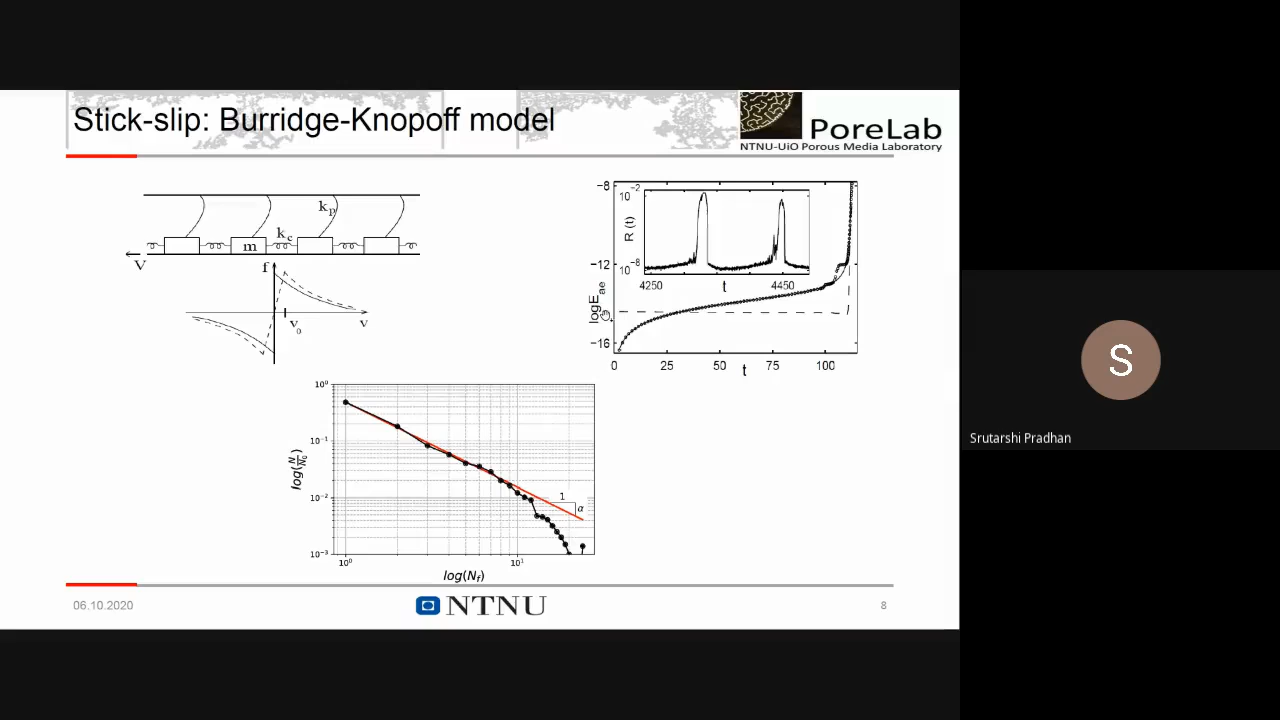 Stick-slip: Burridge-Knopoff model
PoreLab
NTNU-UiO Porous Media Laboratory
k_p
k_c
m
V
f
v_0
v
−8
−12
−16
logE_ae
0 25 50 75 100
t
10^−2
10^−8
R (t)
4250 t 4450
10^0
10^−1
10^−2
10^−3
log(N/N_0)
10^0 10^1
log(N_f)
1
α
06.10.2020
NTNU
8
S
Srutarshi Pradhan